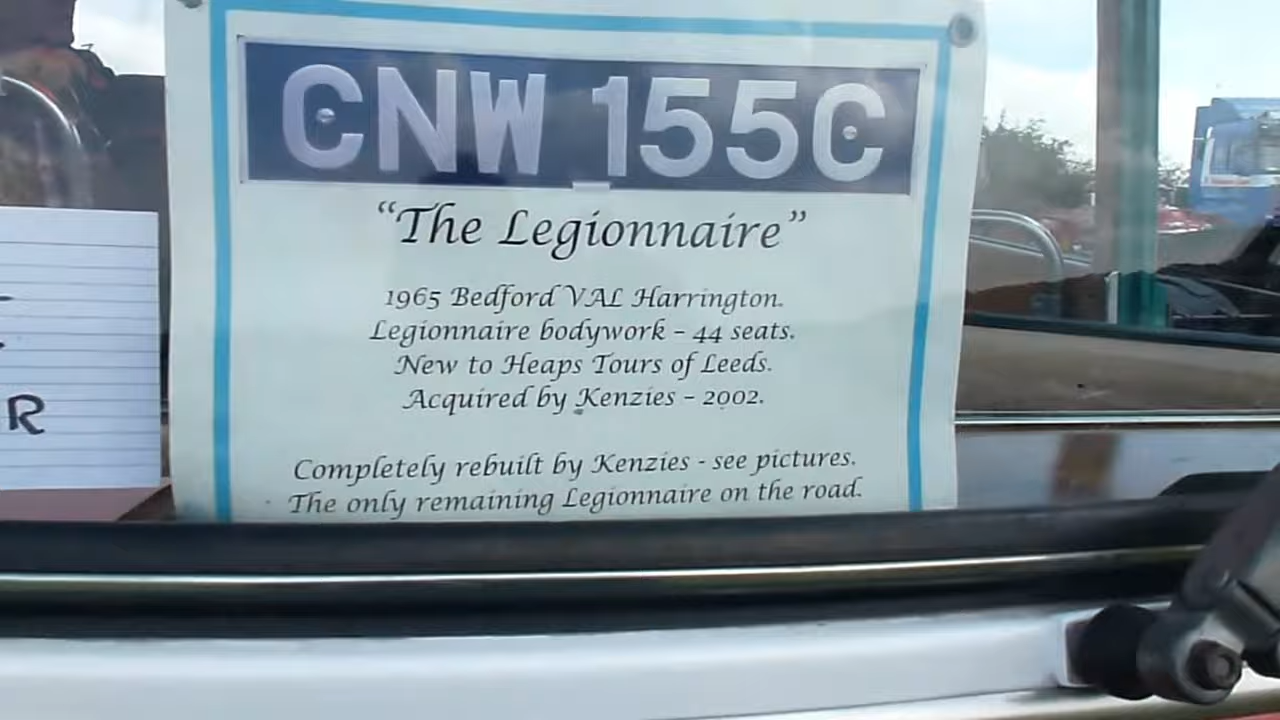 CNW 155C
“The Legionnaire”
1965 Bedford VAL Harrington.
Legionnaire bodywork – 44 seats.
New to Heaps Tours of Leeds.
Acquired by Kenzies – 2002.
Completely rebuilt by Kenzies - see pictures.
The only remaining Legionnaire on the road.
R